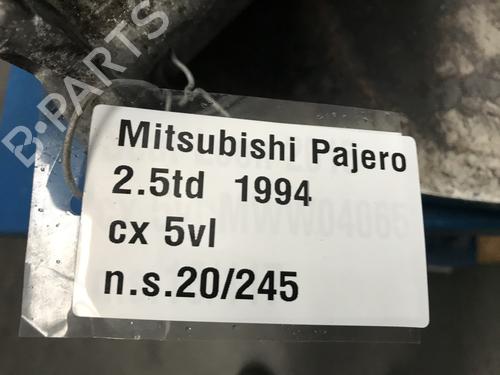 B-PARTS
Mitsubishi Pajero
2.5td 1994
cx 5vl
n.s.20/245